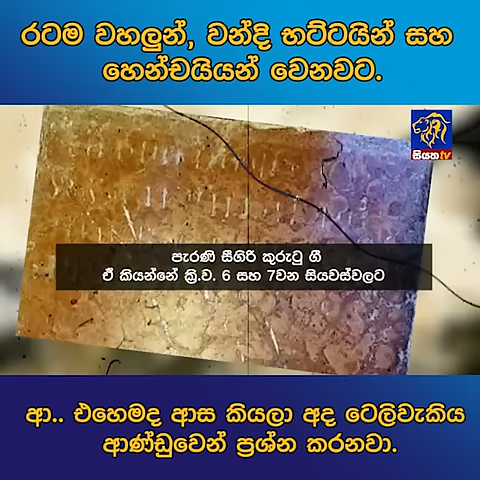 රටම වහලුන්, වන්දි භට්ටයින් සහ
හෙන්චයියන් වෙනවට.
සියත tv
පැරණි සීගිරි කුරුටු ගී
ඒ කියන්නේ ක්‍රි.ව. 6 සහ 7වන සියවස්වලට
ආ.. එහෙමද ආස කියලා අද ටෙලිවැකිය
ආණ්ඩුවෙන් ප්‍රශ්න කරනවා.